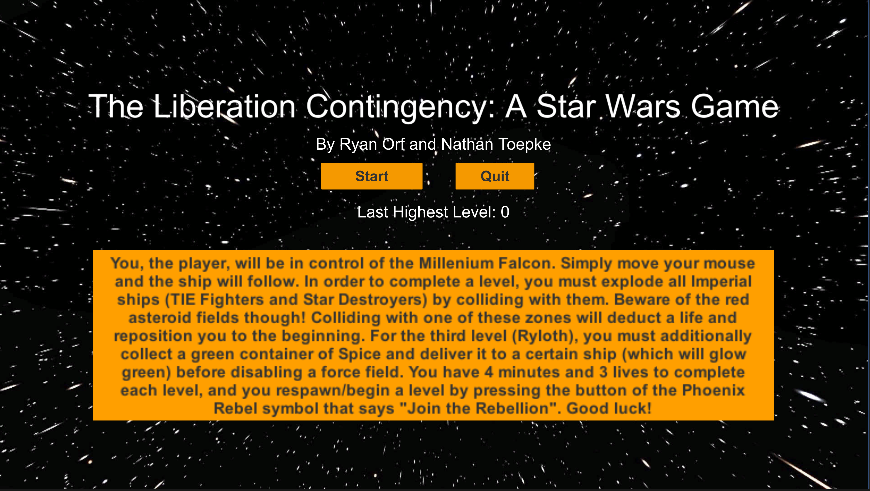 The Liberation Contingency: A Star Wars Game
By Ryan Orf and Nathan Toepke
Start Quit
Last Highest Level: 0
You, the player, will be in control of the Millenium Falcon. Simply move your mouse
and the ship will follow. In order to complete a level, you must explode all Imperial
ships (TIE Fighters and Star Destroyers) by colliding with them. Beware of the red
asteroid fields though! Colliding with one of these zones will deduct a life and
reposition you to the beginning. For the third level (Ryloth), you must additionally
collect a green container of Spice and deliver it to a certain ship (which will glow
green) before disabling a force field. You have 4 minutes and 3 lives to complete
each level, and you respawn/begin a level by pressing the button of the Phoenix
Rebel symbol that says "Join the Rebellion". Good luck!